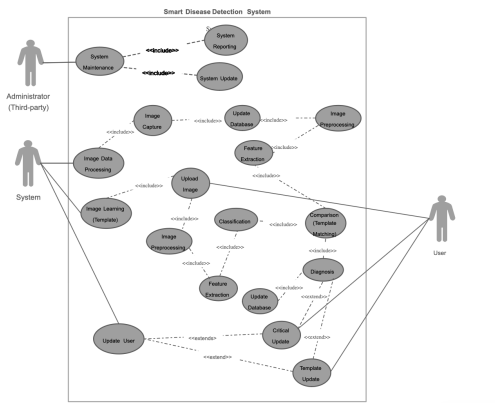 Smart Disease Detection System
System
Reporting
<<include>>
System
Maintenance
<<include>>
System Update
Administrator
(Third-party)
Image
Capture
<<include>>
Update
Database
<<include>>
Image
Preprocessing
<<include>>
Feature
Extraction
<<include>>
Image Data
Processing
<<include>>
System
Upload
Image
<<include>>
Image Learning
(Template)
<<include>>
Classification
<<include>>
Comparison
(Template
Matching)
Image
Preprocessing
<<include>>
<<include>>
User
<<include>>
Feature
Extraction
Diagnosis
<<include>>
Update
Database
<<extend>>
Update User
<<extends>>
Critical
Update
<<extend>>
<<extend>>
Template
Update